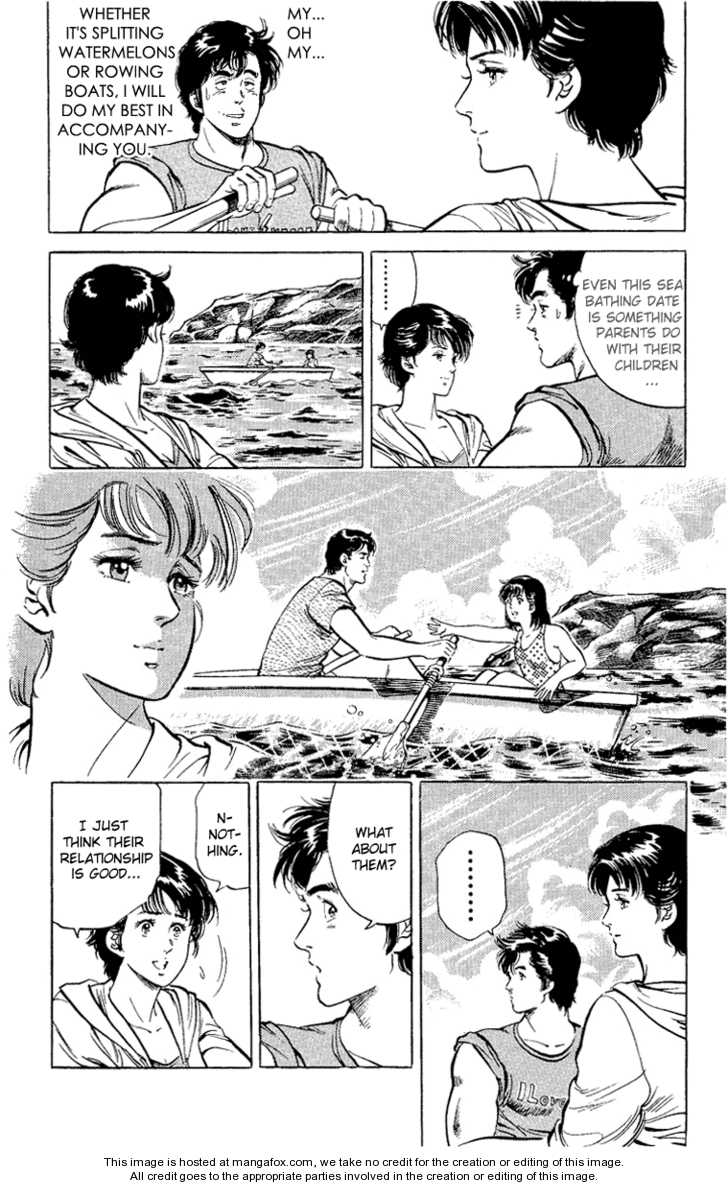 MY...
OH
MY...
WHETHER
IT'S SPLITTING
WATERMELONS
OR ROWING
BOATS, I WILL
DO MY BEST IN
ACCOMPANY-
ING YOU.
EVEN THIS SEA
BATHING DATE
IS SOMETHING
PARENTS DO
WITH THEIR
CHILDREN
...
........
........
I Love
WHAT
ABOUT
THEM?
N-
NOT-
HING.
I JUST
THINK THEIR
RELATIONSHIP
IS GOOD...
This image is hosted at mangafox.com, we take no credit for the creation or editing of this image.
All credit goes to the appropriate parties involved in the creation or editing of this image.